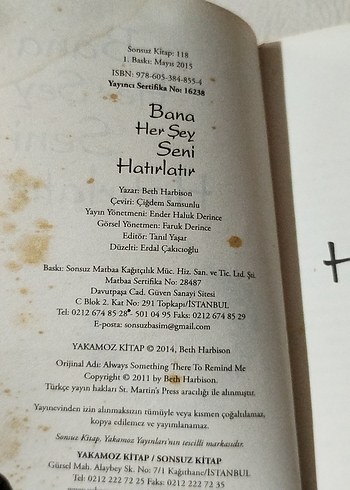 Sonsuz Kitap: 118
1. Baskı: Mayıs 2015
ISBN: 978-605-384-855-4
Yayıncı Sertifika No: 16238
Bana
Her Şey
Seni
Hatırlatır
Yazar: Beth Harbison
Çeviri: Çiğdem Samsunlu
Yayın Yönetmeni: Ender Haluk Derince
Görsel Yönetmen: Faruk Derince
Editör: Tanıl Yaşar
Düzelti: Erdal Çakıcıoğlu
Baskı: Sonsuz Matbaa Kağıtçılık Müc. Hiz. San. ve Tic. Ltd. Şti.
Matbaa Sertifika No: 28487
Davutpaşa Cad. Güven Sanayi Sitesi
C Blok 2. Kat No: 291 Topkapı/İSTANBUL
Tel: 0212 674 85 28 - 501 04 95 Faks: 0212 674 85 29
E-posta: sonsuzbasim@gmail.com
YAKAMOZ KİTAP © 2014, Beth Harbison
Orijinal Adı: Always Something There To Remind Me
Copyright © 2011 by Beth Harbison.
Türkçe yayın hakları St. Martin's Press aracılığı ile alınmıştır.
Yayınevinden izin alınmaksızın tümüyle veya kısmen çoğaltılamaz,
kopya edilemez ve yayımlanamaz.
Sonsuz Kitap, Yakamoz Yayınları'nın tescilli markasıdır.
YAKAMOZ KİTAP / SONSUZ KİTAP
Gürsel Mah. Alaybey Sk. No: 7/1 Kağıthane/İSTANBUL
Tel: 0212 222 72 25 Faks: 0212 222 72 35